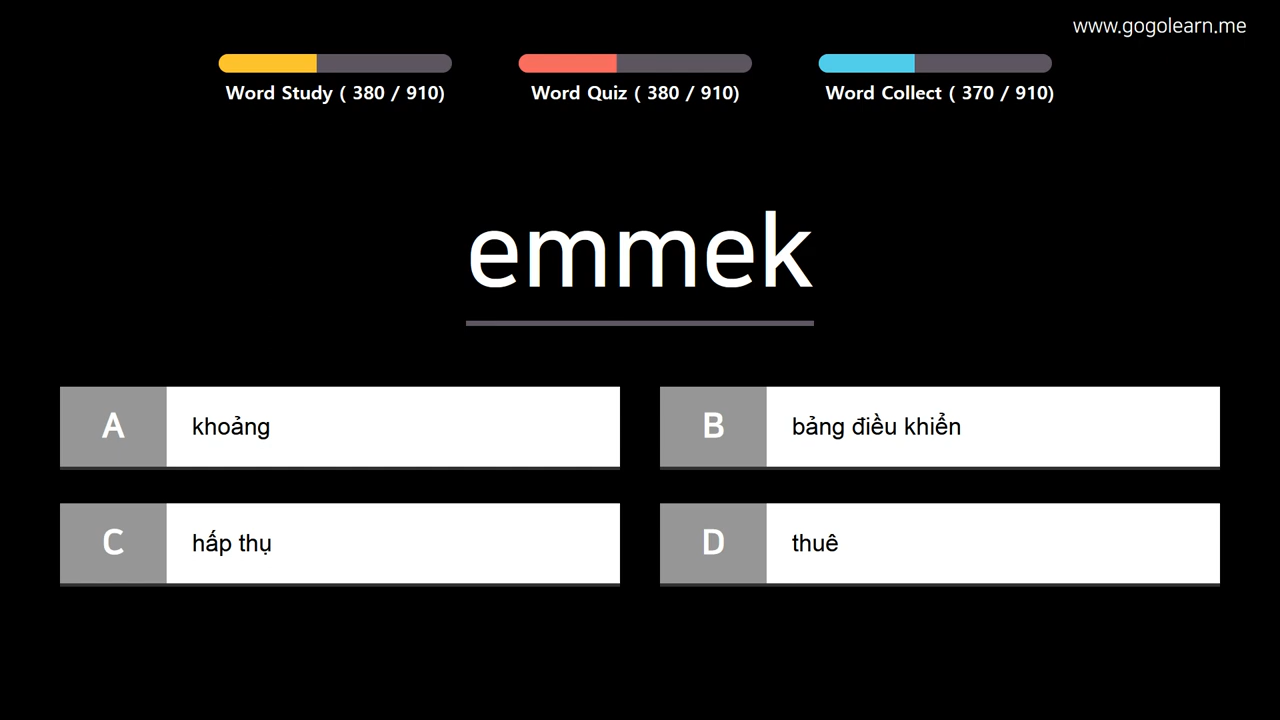 www.gogolearn.me
Word Study ( 380 / 910)
Word Quiz ( 380 / 910)
Word Collect ( 370 / 910)
emmek
A khoảng
B bảng điều khiển
C hấp thụ
D thuê